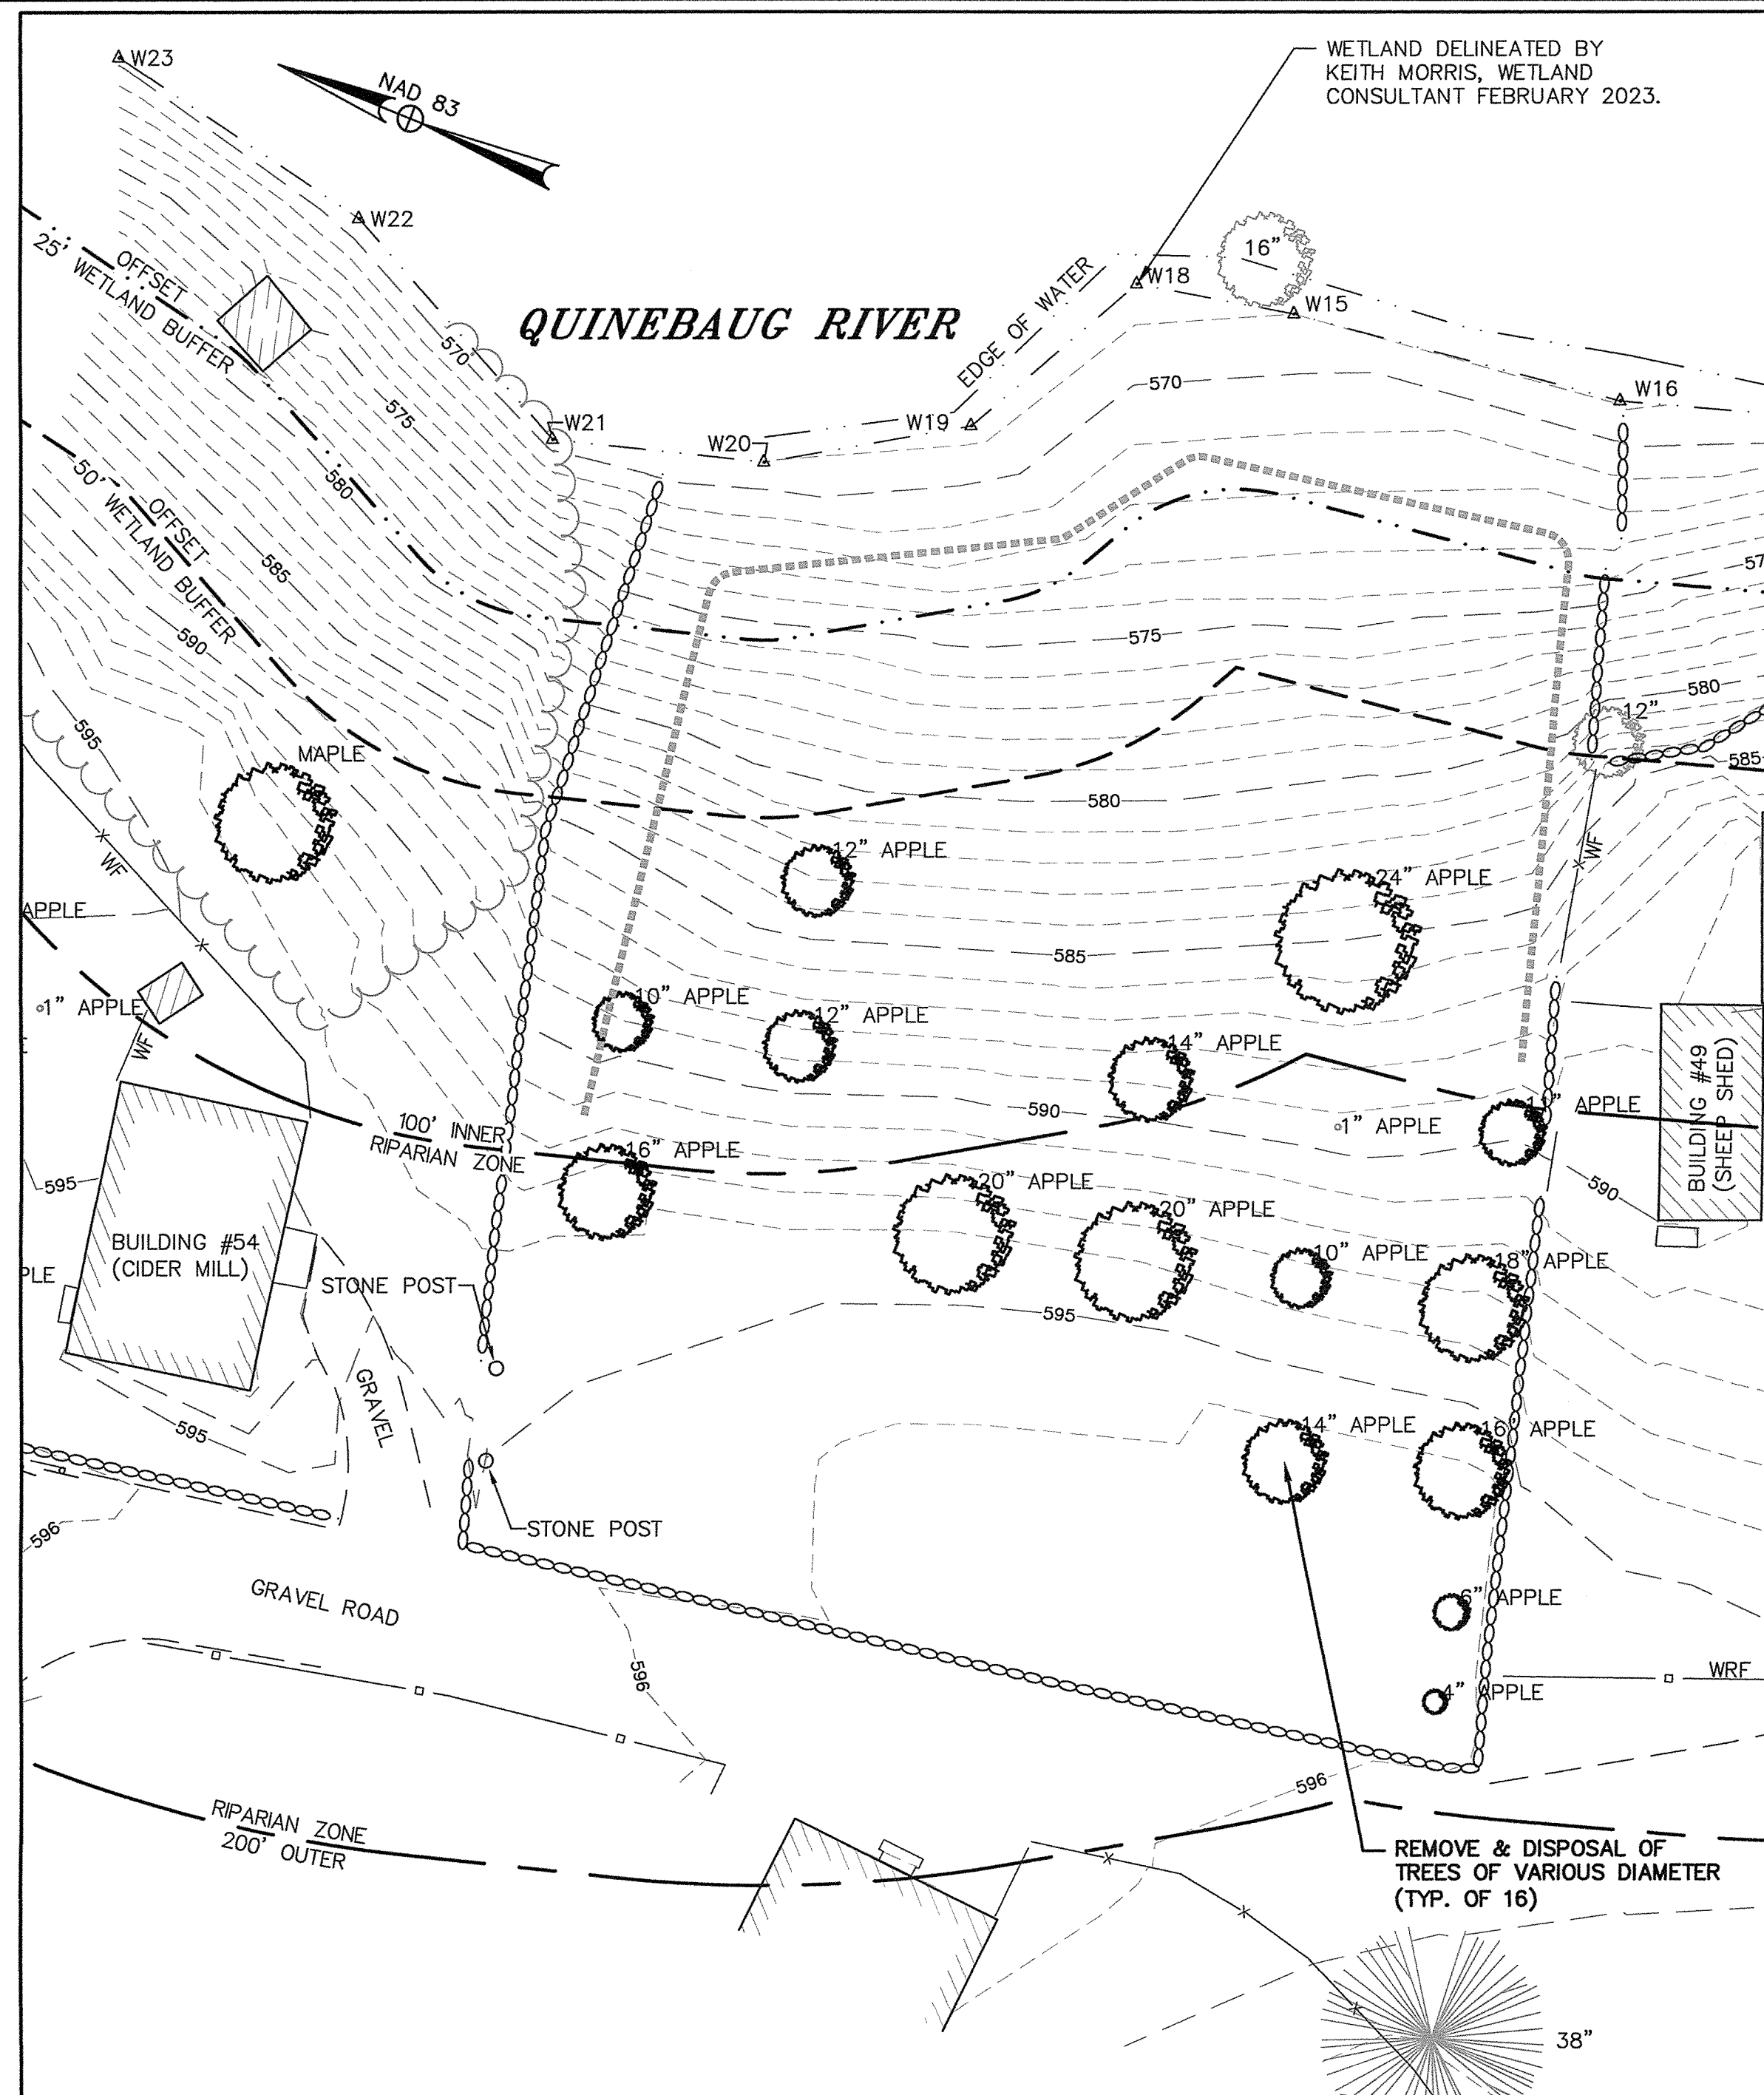 WETLAND DELINEATED BY
KEITH MORRIS, WETLAND
CONSULTANT FEBRUARY 2023.
W23
NAD 83
W22
25'
OFFSET
WETLAND BUFFER
QUINEBAUG RIVER
EDGE OF WATER
W18
16"
W15
570
570
W16
W21
W20
W19
575
50'
OFFSET
WETLAND BUFFER
580
585
590
575
580
12"
595
MAPLE
585
580
WF
12" APPLE
WF
24" APPLE
APPLE
585
1" APPLE
10" APPLE
12" APPLE
14" APPLE
WF
BUILDING #49
(SHEEP SHED)
590
100' INNER
RIPARIAN ZONE
1" APPLE
APPLE
16" APPLE
595
20" APPLE
20" APPLE
590
BUILDING #54
(CIDER MILL)
10" APPLE
18" APPLE
STONE POST
595
GRAVEL
595
14" APPLE
16" APPLE
596
STONE POST
GRAVEL ROAD
6" APPLE
596
WRF
4" APPLE
596
RIPARIAN ZONE
200' OUTER
REMOVE & DISPOSAL OF
TREES OF VARIOUS DIAMETER
(TYP. OF 16)
38"